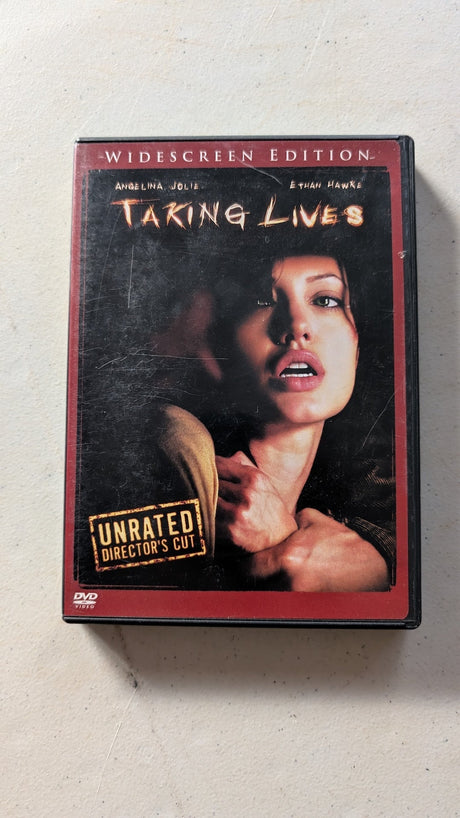 WIDESCREEN EDITION
ANGELINA JOLIE ETHAN HAWKE
TAKING LIVES
UNRATED
DIRECTOR'S CUT
DVD
VIDEO